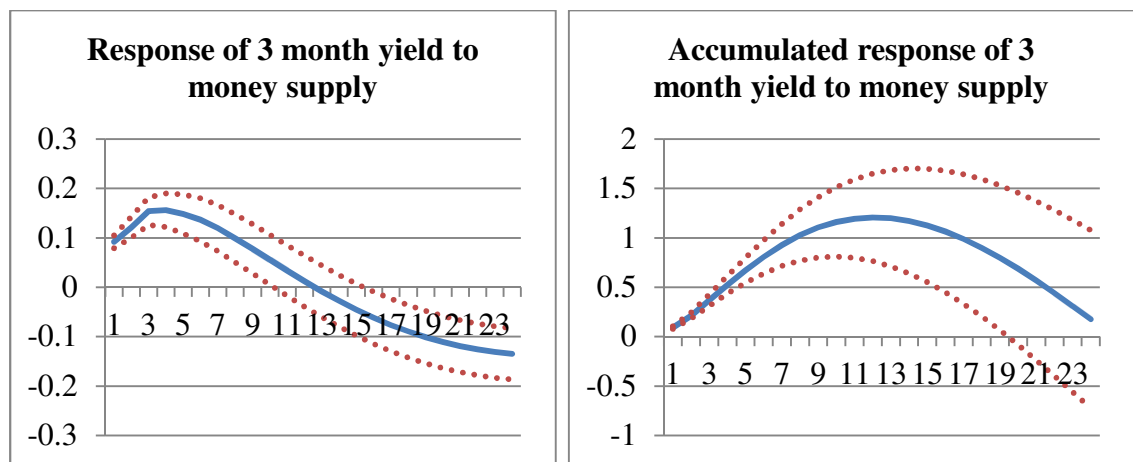 Response of 3 month yield to
money supply
0.3
0.2
0.1
0
-0.1
-0.2
-0.3
1 3 5 7 9 11 13 15 17 19 21 23
Accumulated response of 3
month yield to money supply
2
1.5
1
0.5
0
-0.5
-1
1 3 5 7 9 11 13 15 17 19 21 23